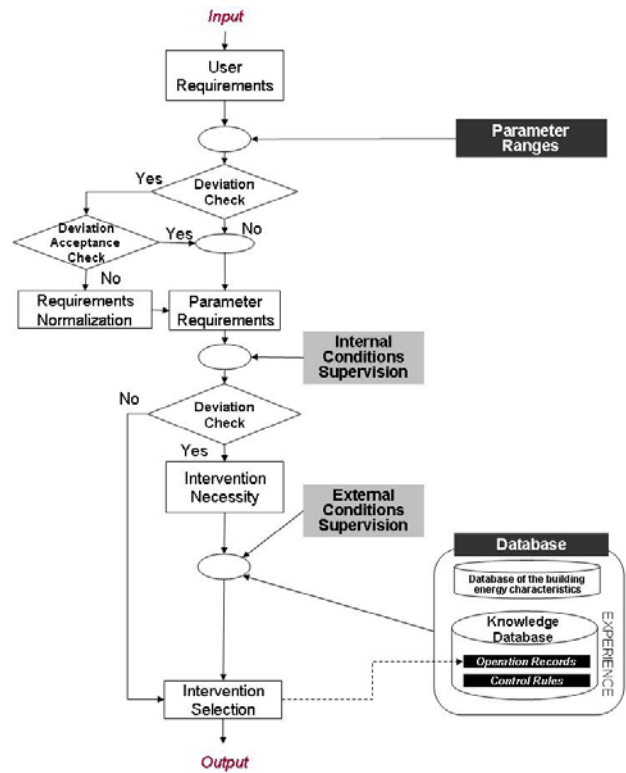 Input
User
Requirements
Parameter
Ranges
Yes
Deviation
Check
No
Deviation
Acceptance
Check
Yes
No
Requirements
Normalization
Parameter
Requirements
Internal
Conditions
Supervision
No
Deviation
Check
Yes
Intervention
Necessity
External
Conditions
Supervision
Database
Database of the building
energy characteristics
Knowledge
Database
Operation Records
Control Rules
EXPERIENCE
Intervention
Selection
Output